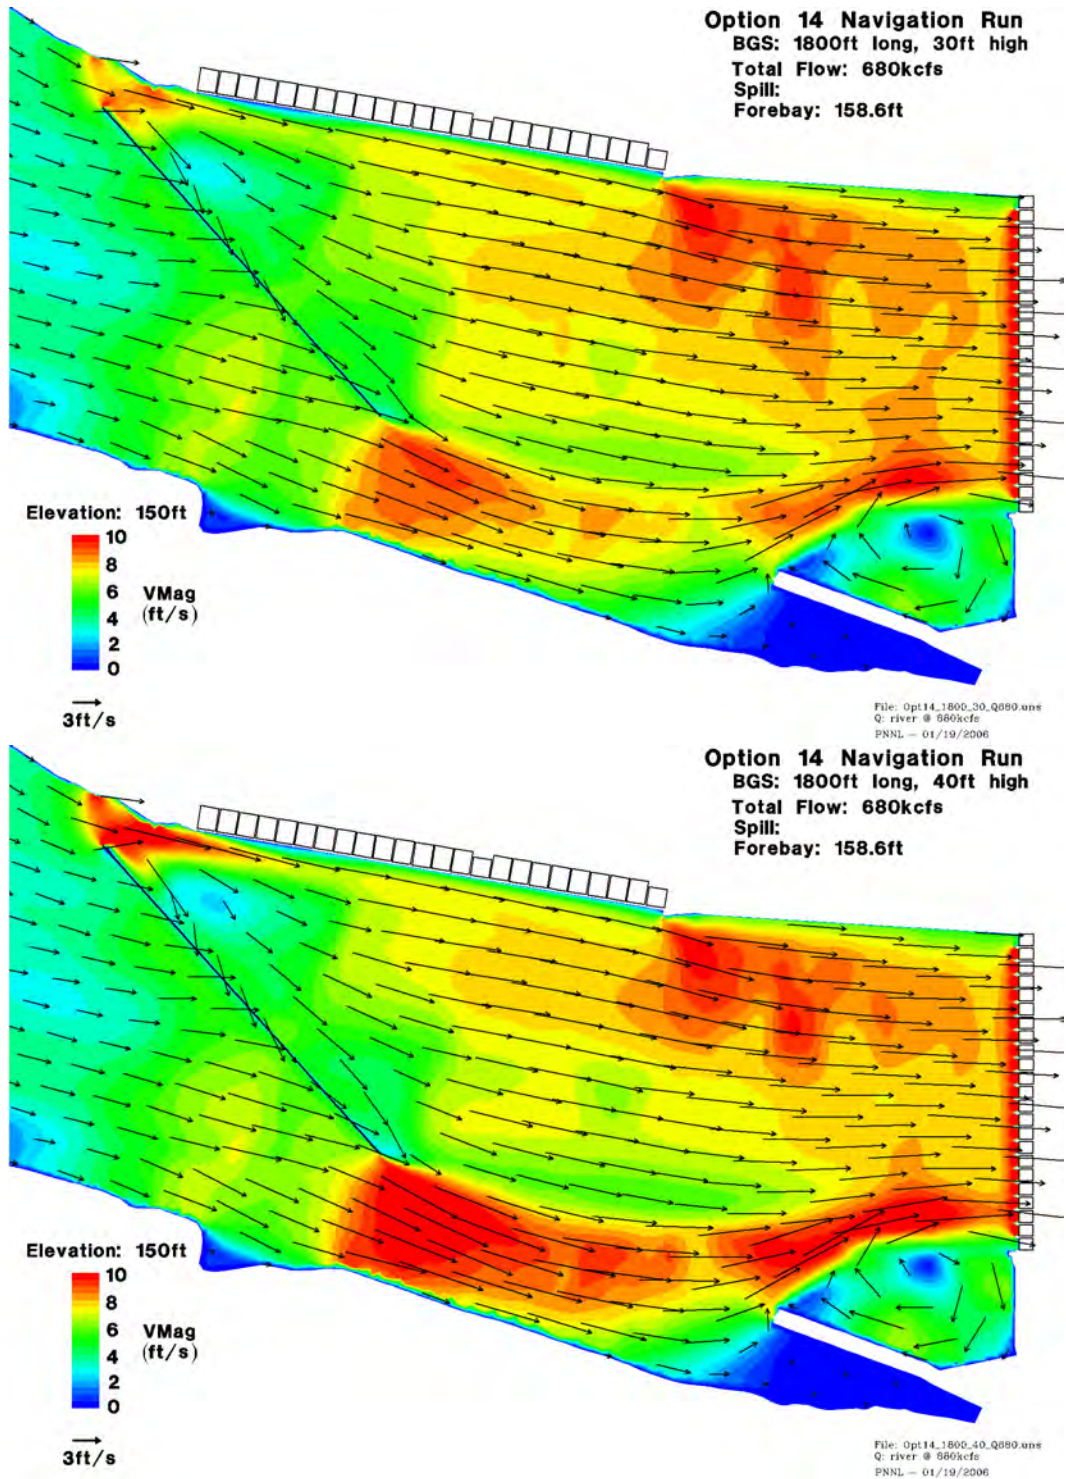 Option 14 Navigation Run
BGS: 1800ft long, 30ft high
Total Flow: 680kcfs
Spill:
Forebay: 158.6ft
Elevation: 150ft
10
8
6
4
2
0
VMag
(ft/s)
3ft/s
File: Opt14_1800_30_Q680.uns
Q: river @ 680kcfs
PNNL — 01/19/2006
Option 14 Navigation Run
BGS: 1800ft long, 40ft high
Total Flow: 680kcfs
Spill:
Forebay: 158.6ft
Elevation: 150ft
10
8
6
4
2
0
VMag
(ft/s)
3ft/s
File: Opt14_1800_40_Q680.uns
Q: river @ 680kcfs
PNNL — 01/19/2006